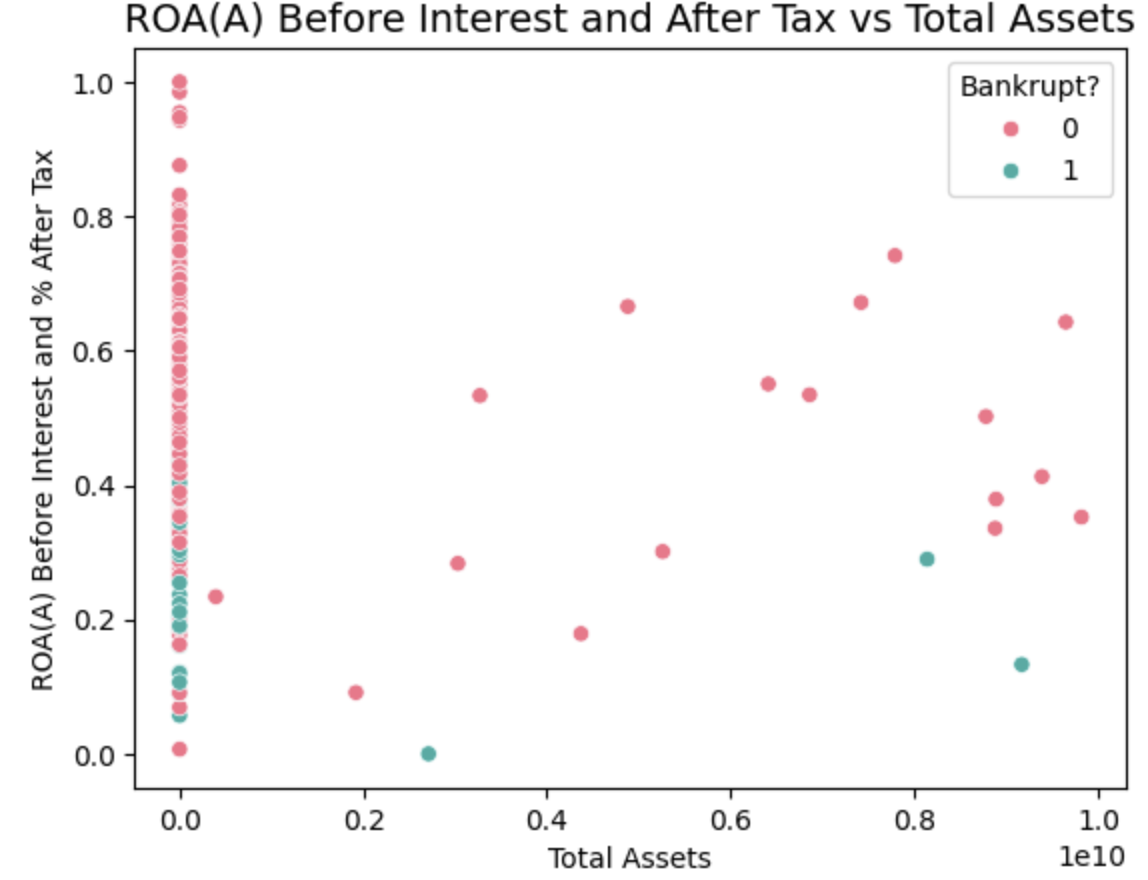 ROA(A) Before Interest and After Tax vs Total Assets
ROA(A) Before Interest and % After Tax
1.0
0.8
0.6
0.4
0.2
0.0
Bankrupt?
0
1
0.0 0.2 0.4 0.6 0.8 1.0
Total Assets
1e10